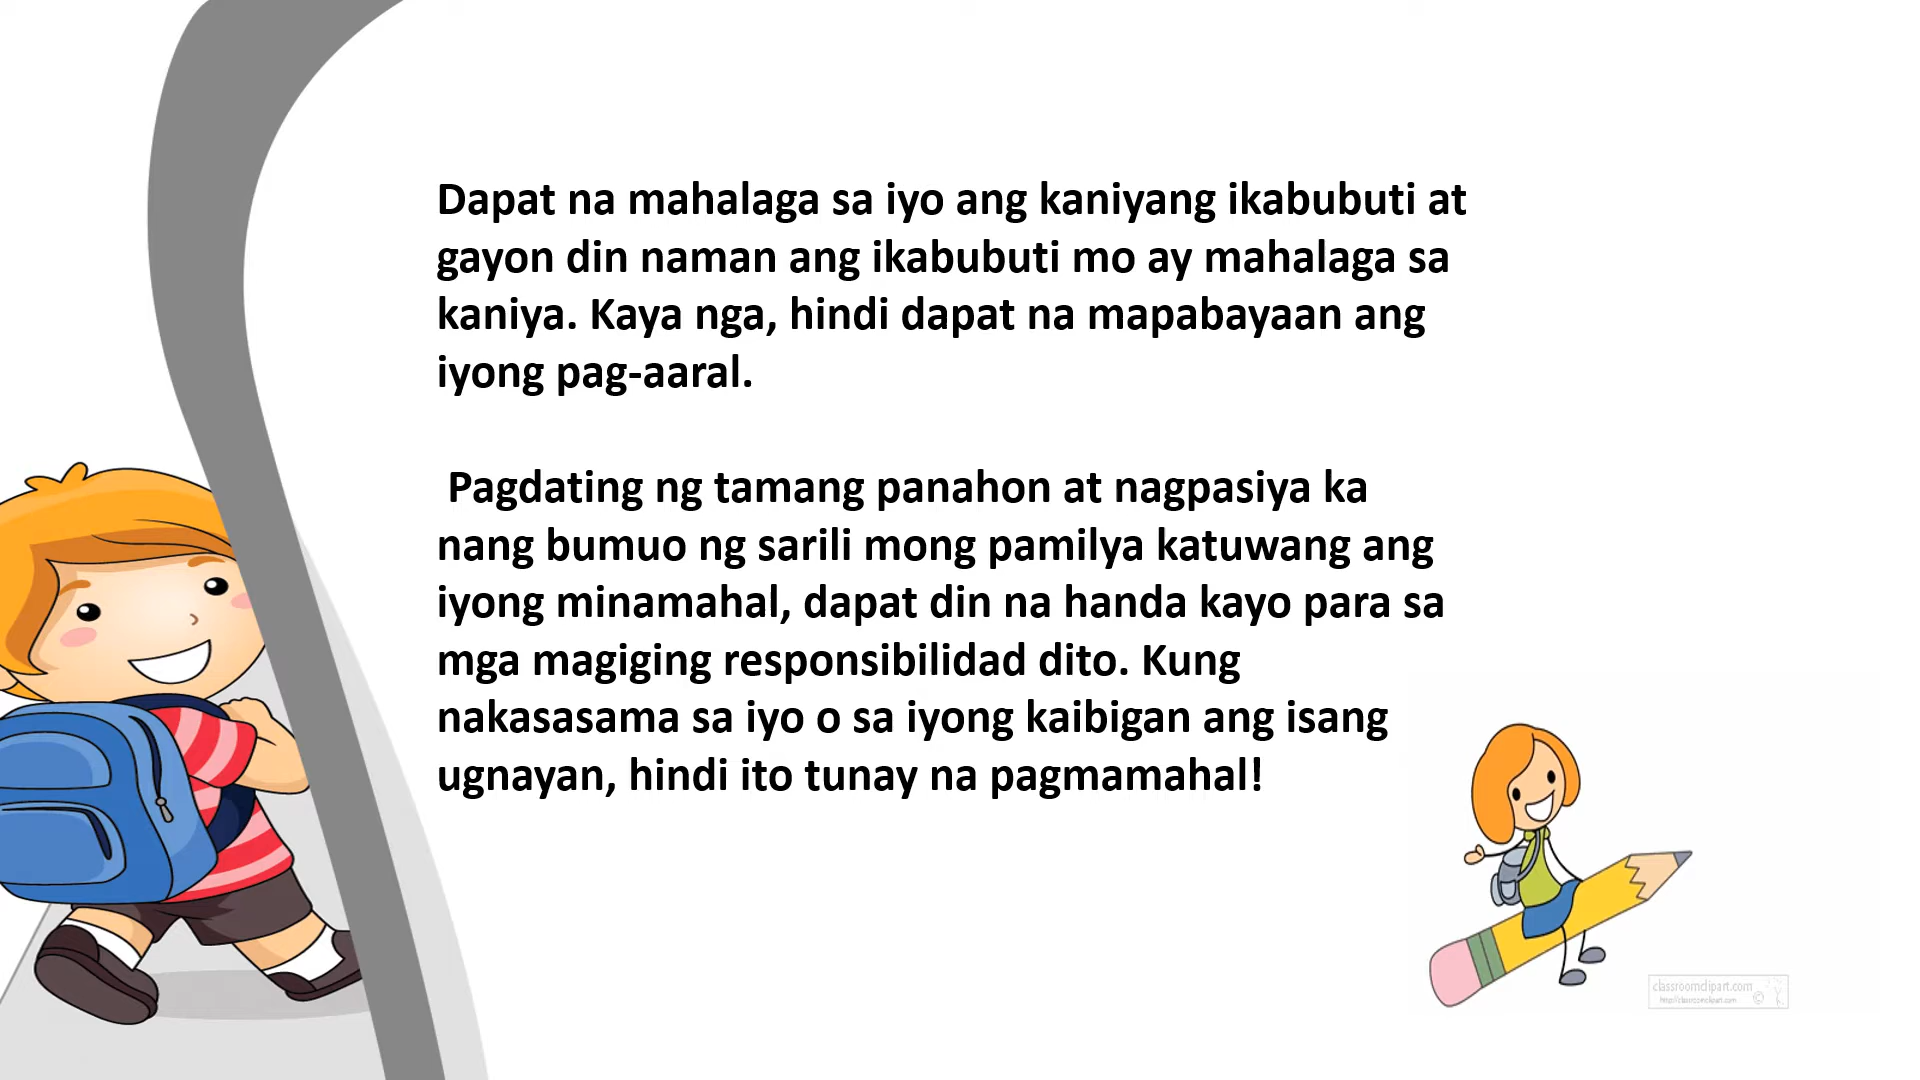 Dapat na mahalaga sa iyo ang kaniyang ikabubuti at
gayon din naman ang ikabubuti mo ay mahalaga sa
kaniya. Kaya nga, hindi dapat na mapabayaan ang
iyong pag-aaral.
Pagdating ng tamang panahon at nagpasiya ka
nang bumuo ng sarili mong pamilya katuwang ang
iyong minamahal, dapat din na handa kayo para sa
mga magiging responsibilidad dito. Kung
nakasasama sa iyo o sa iyong kaibigan ang isang
ugnayan, hindi ito tunay na pagmamahal!
classroomclipart.com
http://classroomclipart.com ©